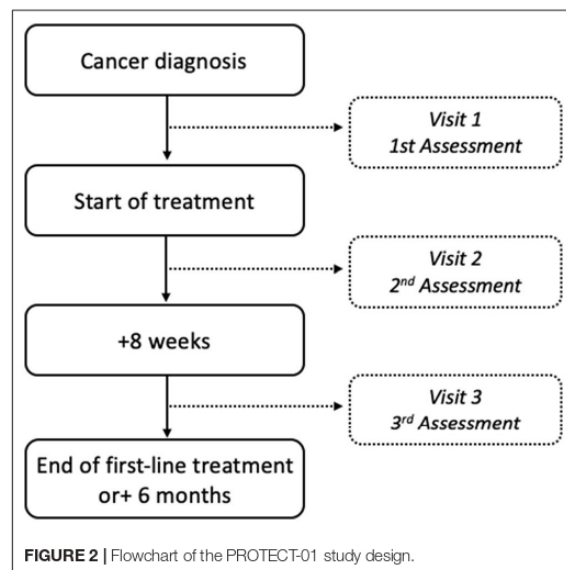 Cancer diagnosis
Visit 1
1st Assessment
Start of treatment
Visit 2
2nd Assessment
+8 weeks
Visit 3
3rd Assessment
End of first-line treatment
or+ 6 months
FIGURE 2 | Flowchart of the PROTECT-01 study design.